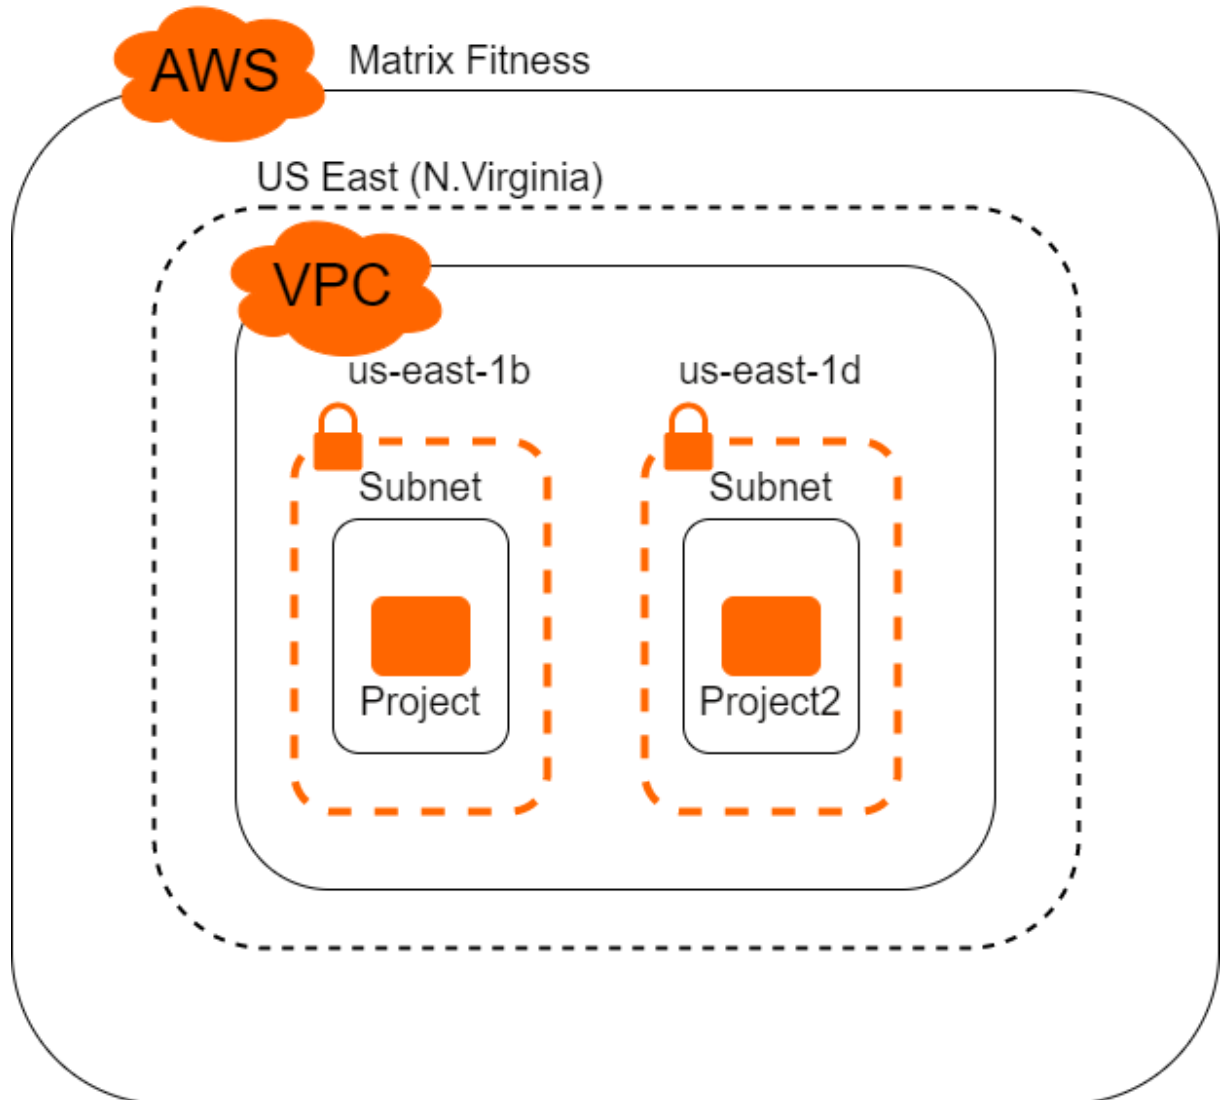 AWS
Matrix Fitness
US East (N.Virginia)
VPC
us-east-1b
us-east-1d
Subnet
Subnet
Project
Project2